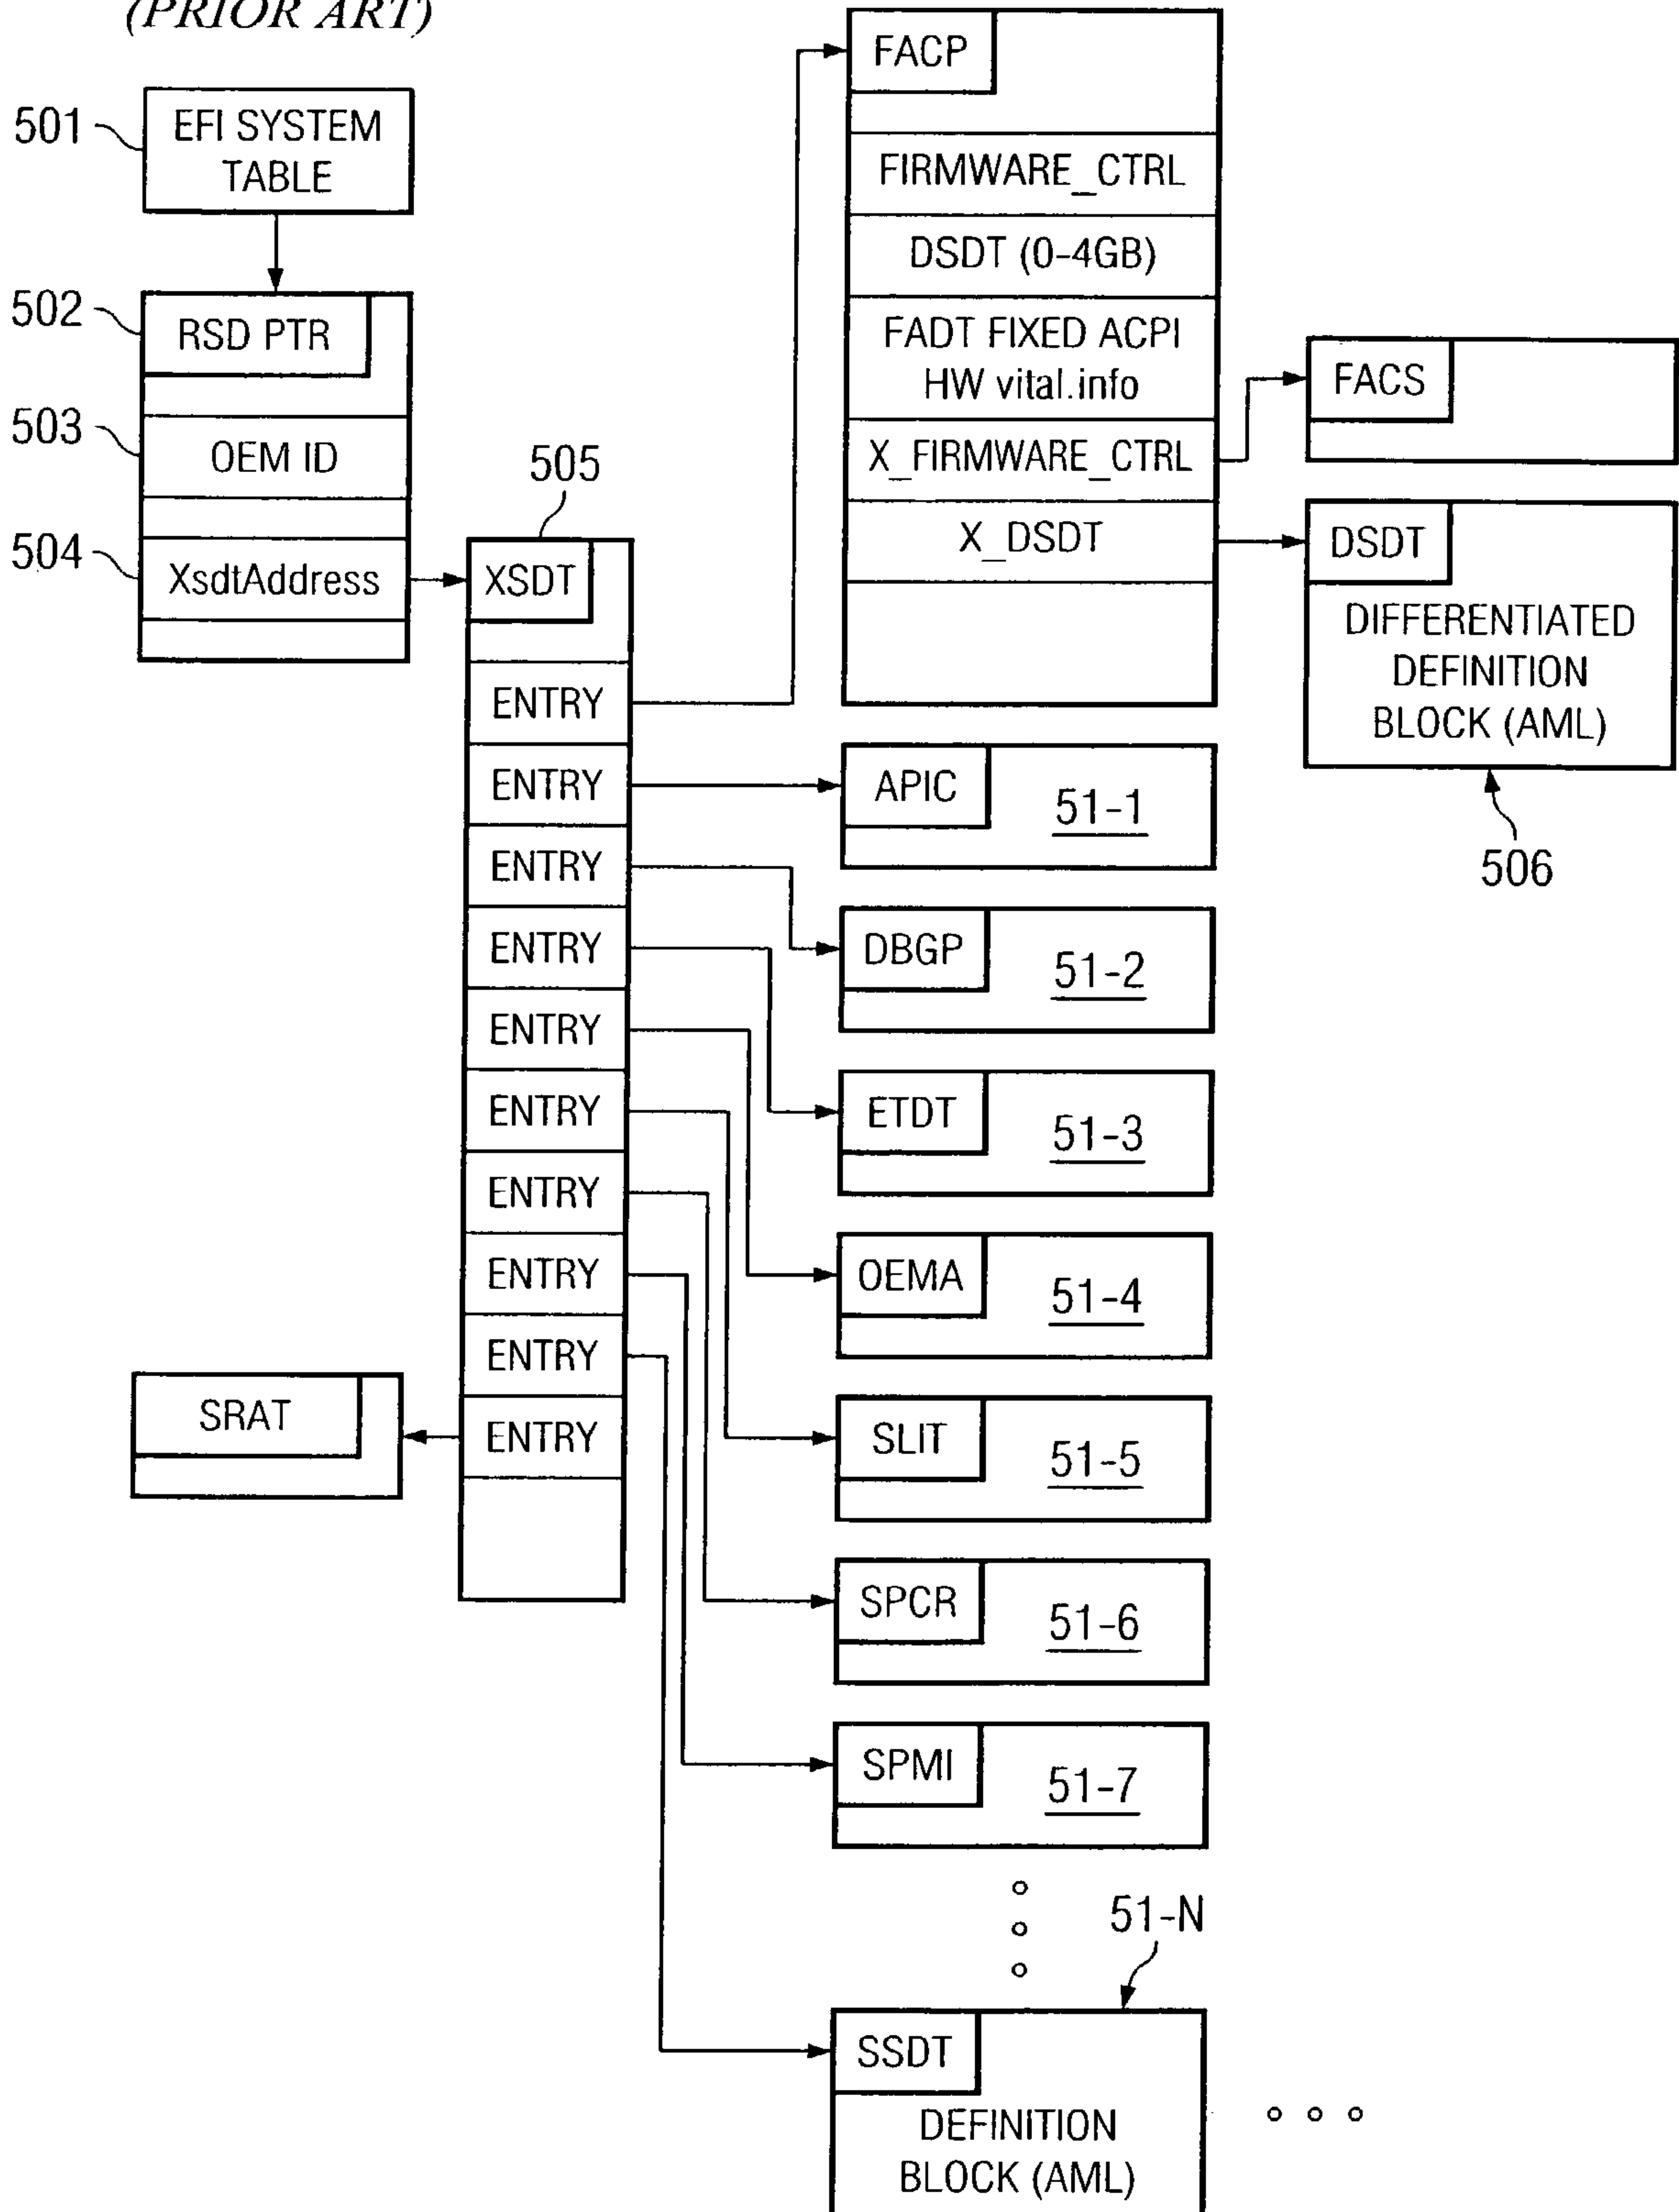 (PRIOR ART)
501
EFI SYSTEM
TABLE
502
RSD PTR
503
OEM ID
504
XsdtAddress
505
XSDT
ENTRY
ENTRY
ENTRY
ENTRY
ENTRY
ENTRY
ENTRY
ENTRY
ENTRY
ENTRY
SRAT
FACP
FIRMWARE_CTRL
DSDT (0-4GB)
FADT FIXED ACPI
HW vital.info
X_FIRMWARE_CTRL
X_DSDT
FACS
DSDT
DIFFERENTIATED
DEFINITION
BLOCK (AML)
506
APIC
51-1
DBGP
51-2
ETDT
51-3
OEMA
51-4
SLIT
51-5
SPCR
51-6
SPMI
51-7
51-N
SSDT
DEFINITION
BLOCK (AML)